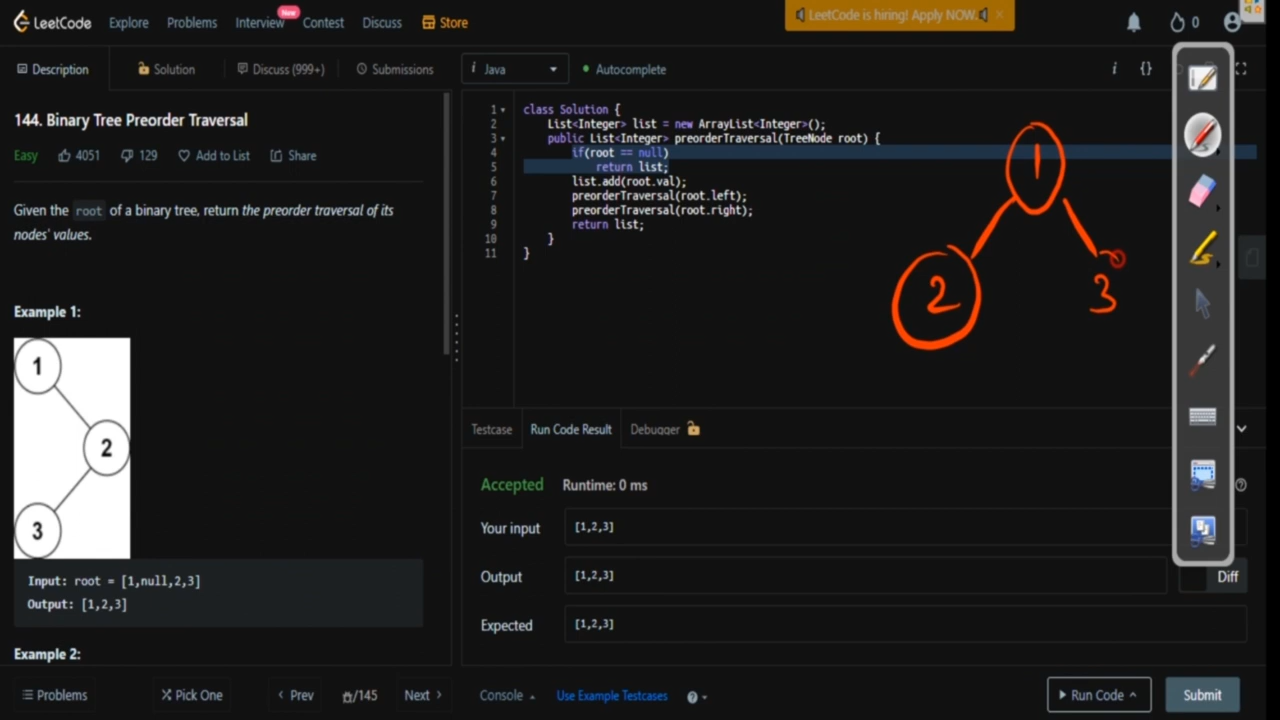 LeetCode
Explore
Problems
Interview
New
Contest
Discuss
Store
LeetCode is hiring! Apply NOW.
×
0
Description
Solution
Discuss (999+)
Submissions
i Java
Autocomplete
i {}
144. Binary Tree Preorder Traversal
Easy
4051
129
Add to List
Share
Given the root of a binary tree, return the preorder traversal of its
nodes' values.
Example 1:
1
2
3
Input: root = [1,null,2,3]
Output: [1,2,3]
Example 2:
1 class Solution {
2 List<Integer> list = new ArrayList<Integer>();
3 public List<Integer> preorderTraversal(TreeNode root) {
4 if(root == null)
5 return list;
6 list.add(root.val);
7 preorderTraversal(root.left);
8 preorderTraversal(root.right);
9 return list;
10 }
11 }
1
2
3
Testcase
Run Code Result
Debugger
Accepted
Runtime: 0 ms
?
Your input
[1,2,3]
Output
[1,2,3]
Diff
Expected
[1,2,3]
Problems
Pick One
Prev
/145
Next
Console
Use Example Testcases
?
Run Code
Submit